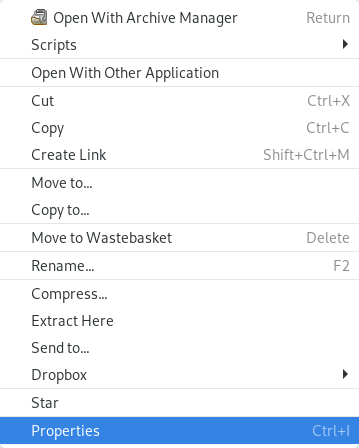 Open With Archive Manager Return
Scripts
Open With Other Application
Cut Ctrl+X
Copy Ctrl+C
Create Link Shift+Ctrl+M
Move to...
Copy to...
Move to Wastebasket Delete
Rename... F2
Compress...
Extract Here
Send to...
Dropbox
Star
Properties Ctrl+I